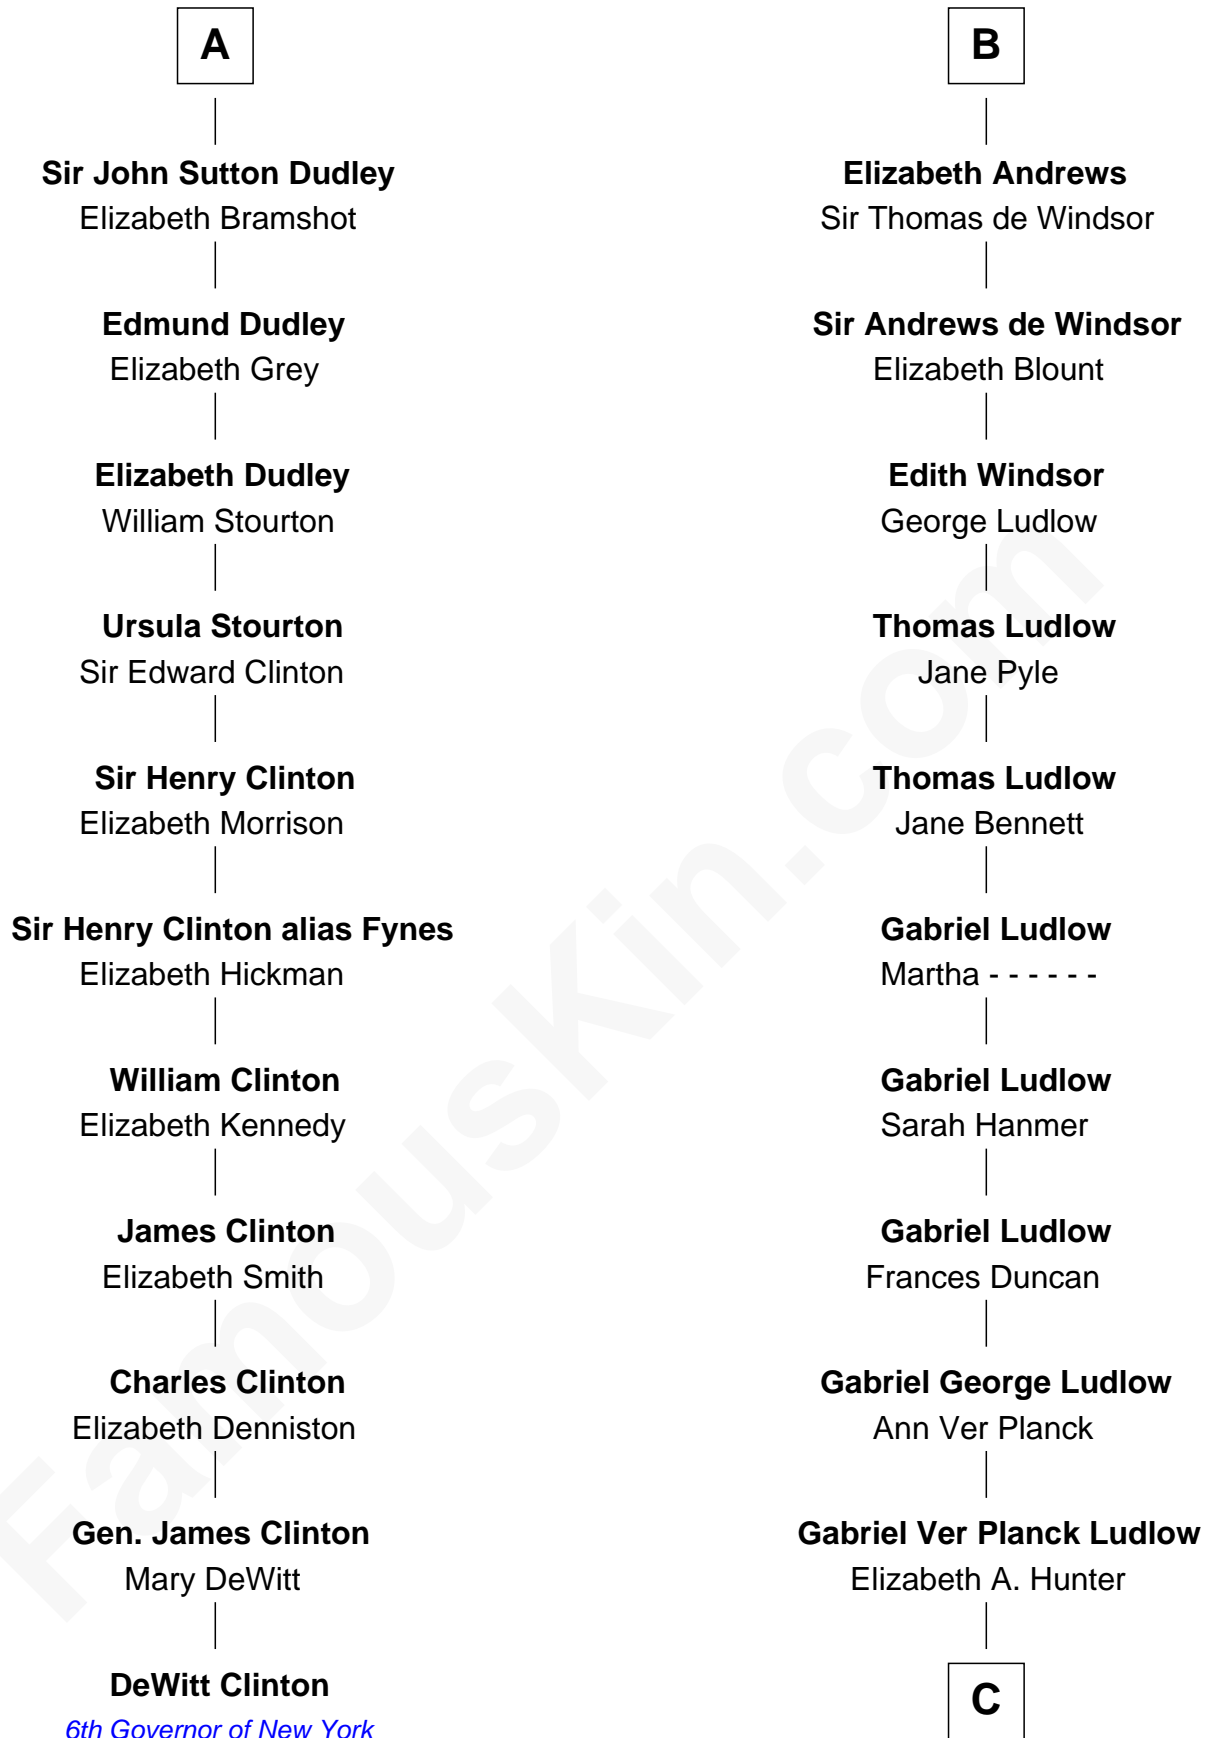 A
Sir John Sutton Dudley
Elizabeth Bramshot
Edmund Dudley
Elizabeth Grey
Elizabeth Dudley
William Stourton
Ursula Stourton
Sir Edward Clinton
Sir Henry Clinton
Elizabeth Morrison
Sir Henry Clinton alias Fynes
Elizabeth Hickman
William Clinton
Elizabeth Kennedy
James Clinton
Elizabeth Smith
Charles Clinton
Elizabeth Denniston
Gen. James Clinton
Mary DeWitt
DeWitt Clinton
6th Governor of New York
B
Elizabeth Andrews
Sir Thomas de Windsor
Sir Andrews de Windsor
Elizabeth Blount
Edith Windsor
George Ludlow
Thomas Ludlow
Jane Pyle
Thomas Ludlow
Jane Bennett
Gabriel Ludlow
Martha - - - - - -
Gabriel Ludlow
Sarah Hanmer
Gabriel Ludlow
Frances Duncan
Gabriel George Ludlow
Ann Ver Planck
Gabriel Ver Planck Ludlow
Elizabeth A. Hunter
C
FamousKin.com